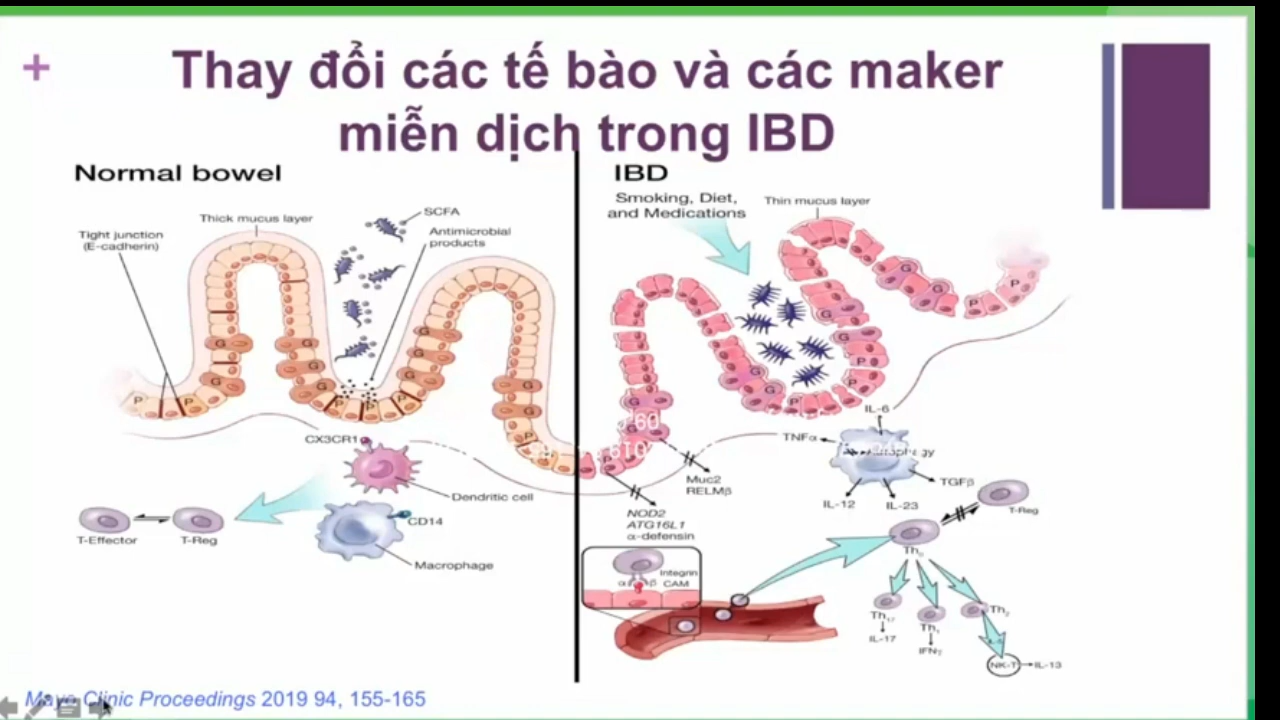 Thay đổi các tế bào và các maker
miễn dịch trong IBD
Normal bowel
Thick mucus layer
Tight junction
(E-cadherin)
SCFA
Antimicrobial
products
G
G
G
G
G
G
G
G
G
G
P
P
P
P
P
CX3CR1
Dendritic cell
CD14
Macrophage
T-Effector
T-Reg
IBD
Smoking, Diet,
and Medications
Thin mucus layer
G
G
G
G
G
G
P
P
P
P
P
P
Muc2
RELMβ
NOD2
ATG16L1
α-defensin
Integrin
α
β
CAM
IL-6
TNFα
TGFβ
IL-12
IL-23
T-Reg
Th₀
Th₁₇
IL-17
Th₁
IFNγ
Th₂
NK-T
IL-13
Mayo Clinic Proceedings 2019 94, 155-165